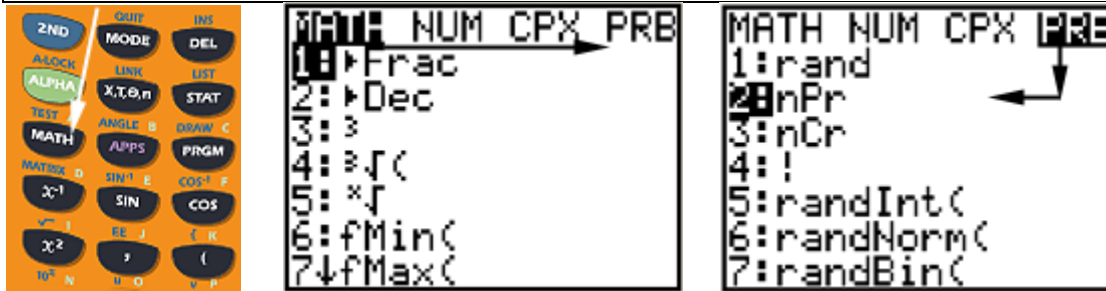 QUIT INS
2ND MODE DEL
A-LOCK LINK LIST
ALPHA X,T,Θ,n STAT
TEST ANGLE B DRAW C
MATH APPS PRGM
MATRIX D SIN-1 E COS-1 F
x-1 SIN COS
√ I EE J { K
x2 , (
10x N u O v P
MATH NUM CPX PRB
1:▶Frac
2:▶Dec
3:³
4:³√(
5:ˣ√
6:fMin(
7↓fMax(
MATH NUM CPX PRB
1:rand
2:nPr
3:nCr
4:!
5:randInt(
6:randNorm(
7:randBin(